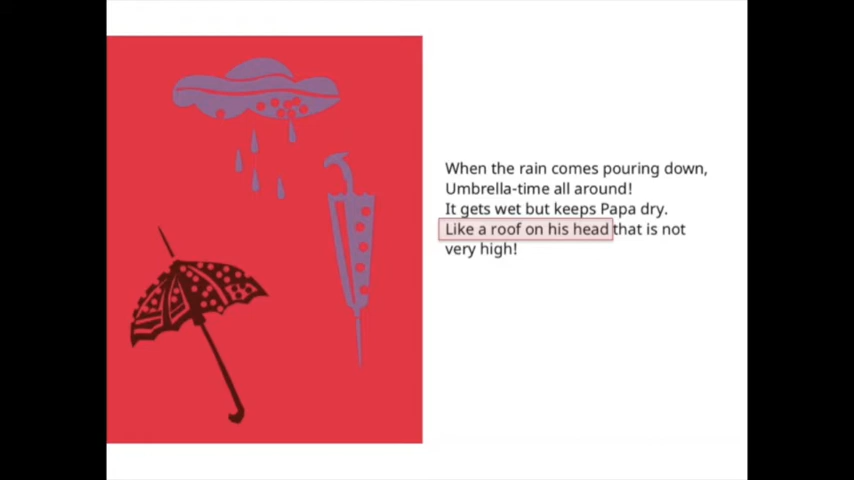 When the rain comes pouring down,
Umbrella-time all around!
It gets wet but keeps Papa dry.
Like a roof on his head that is not
very high!